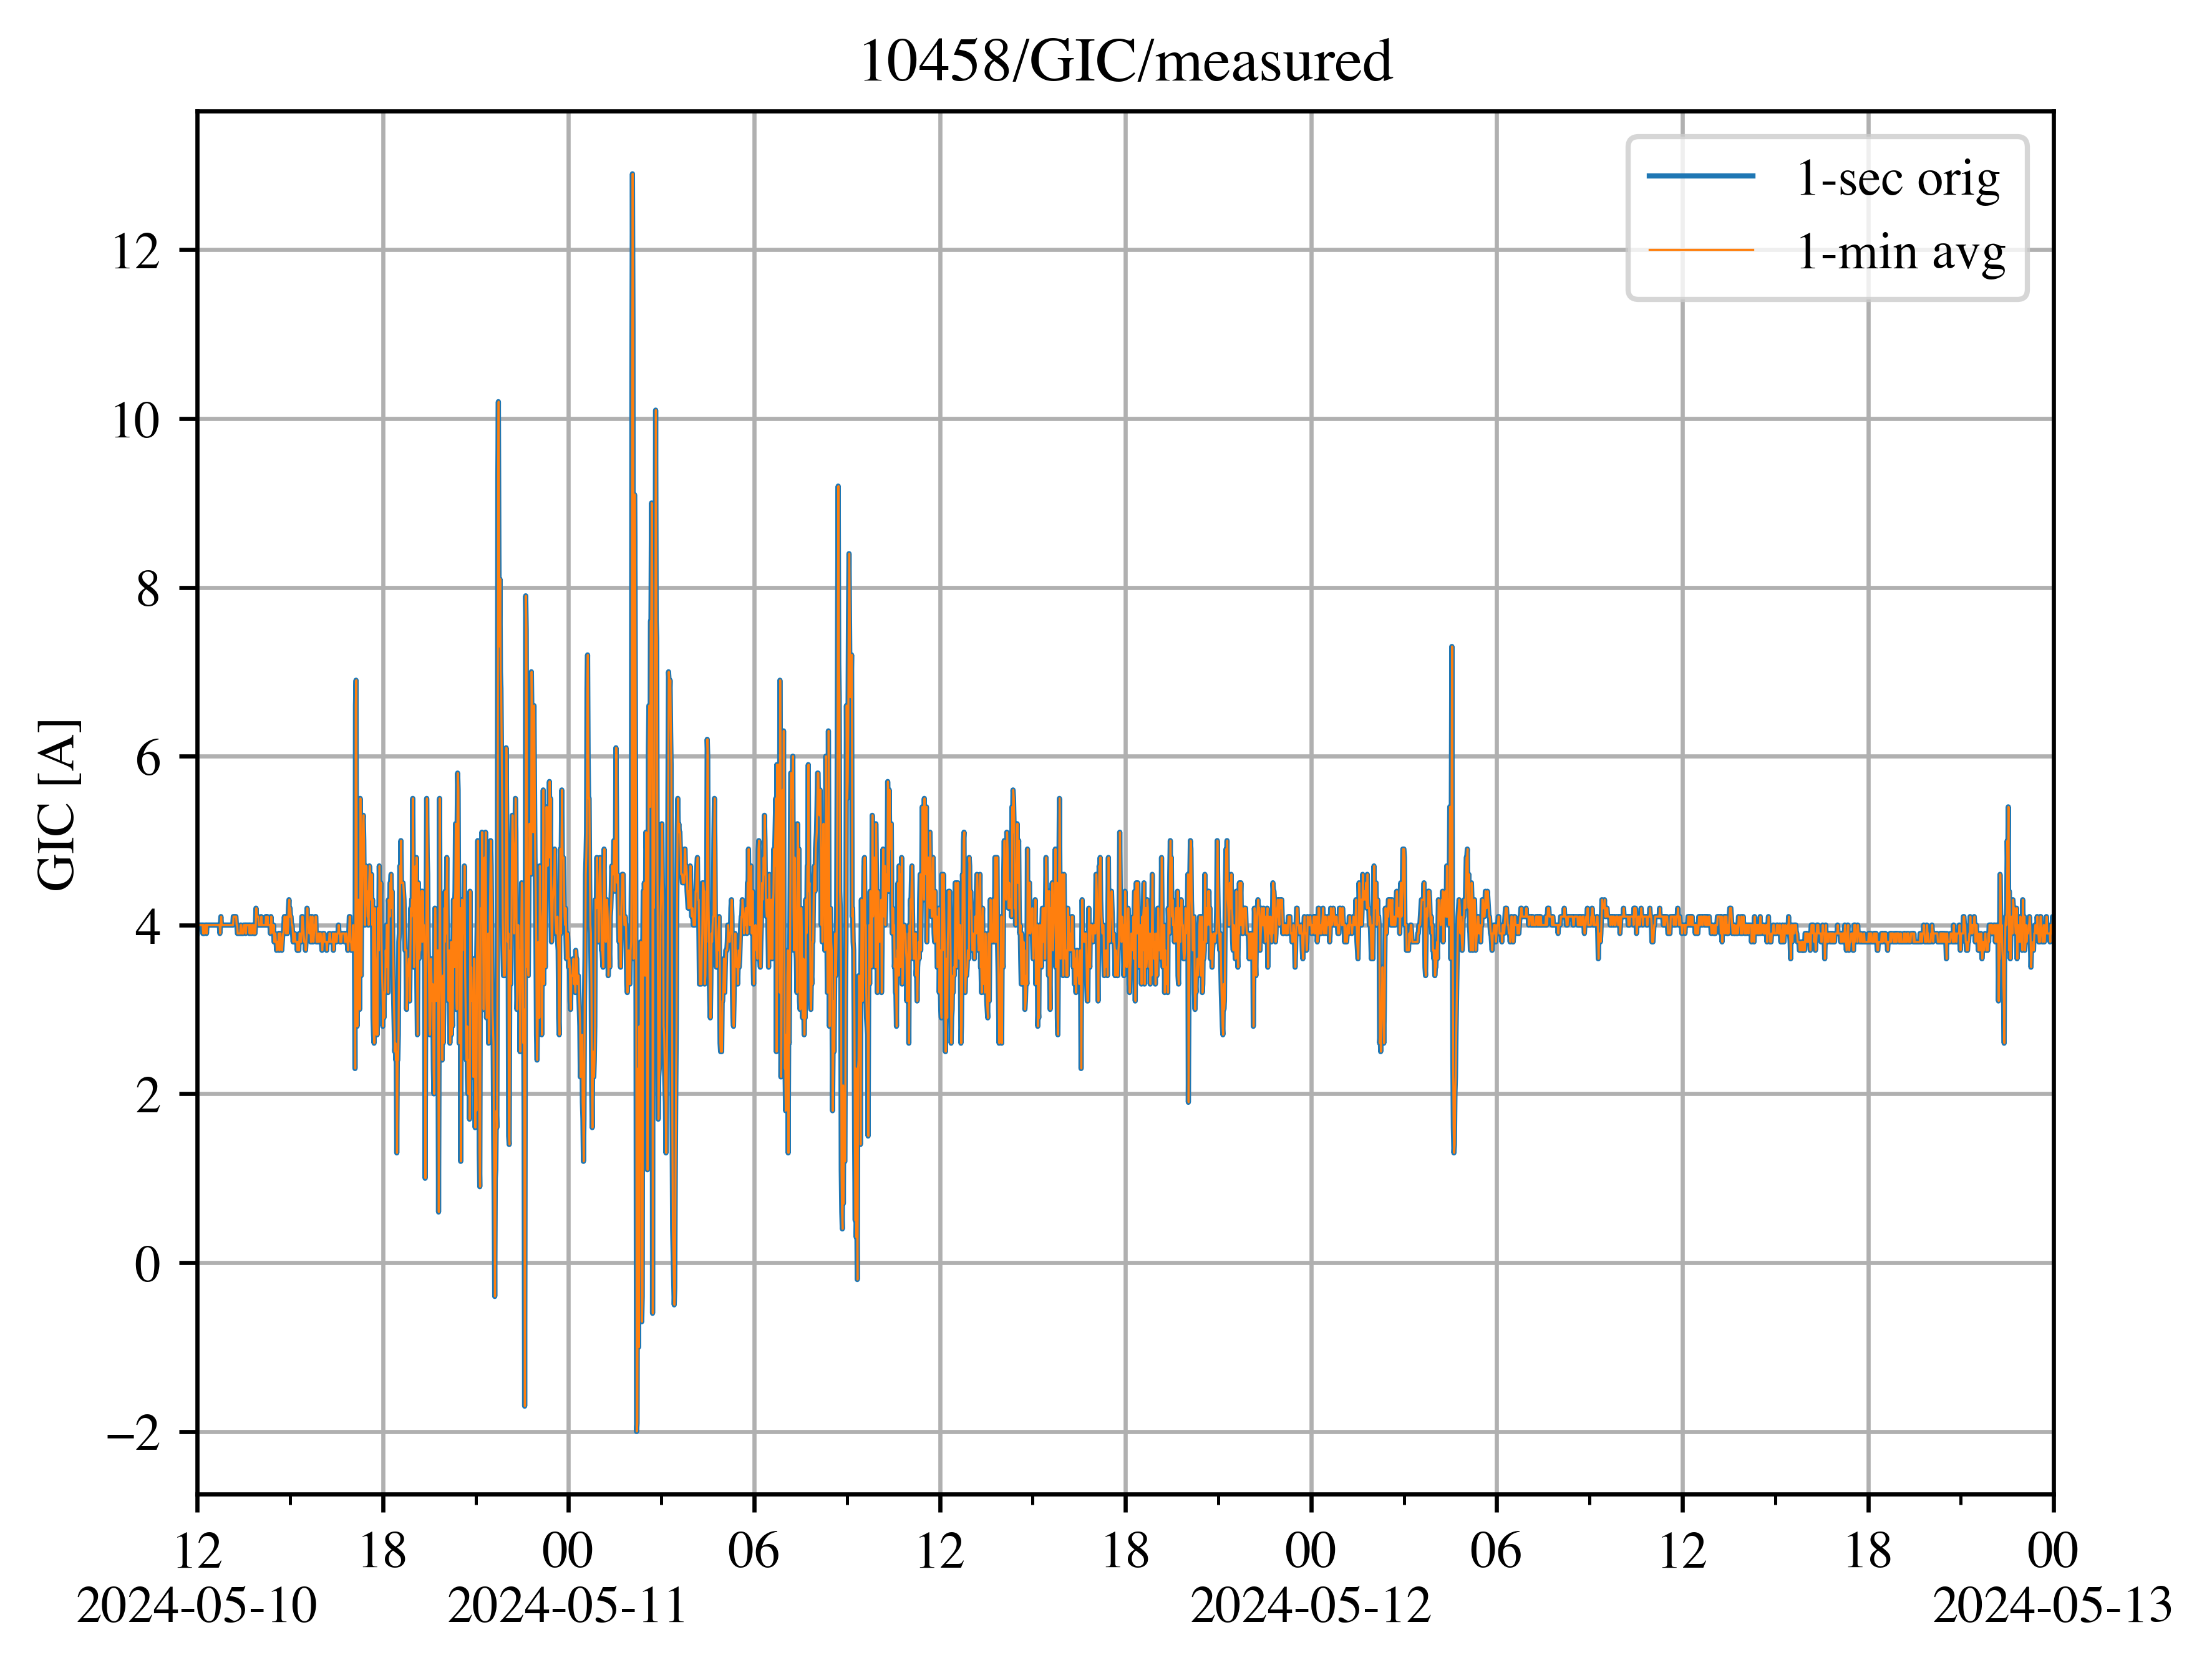 10458/GIC/measured
1-sec orig
1-min avg
GIC [A]
12
10
8
6
4
2
0
−2
12 18 00 06 12 18 00 06 12 18 00
2024-05-10 2024-05-11 2024-05-12 2024-05-13